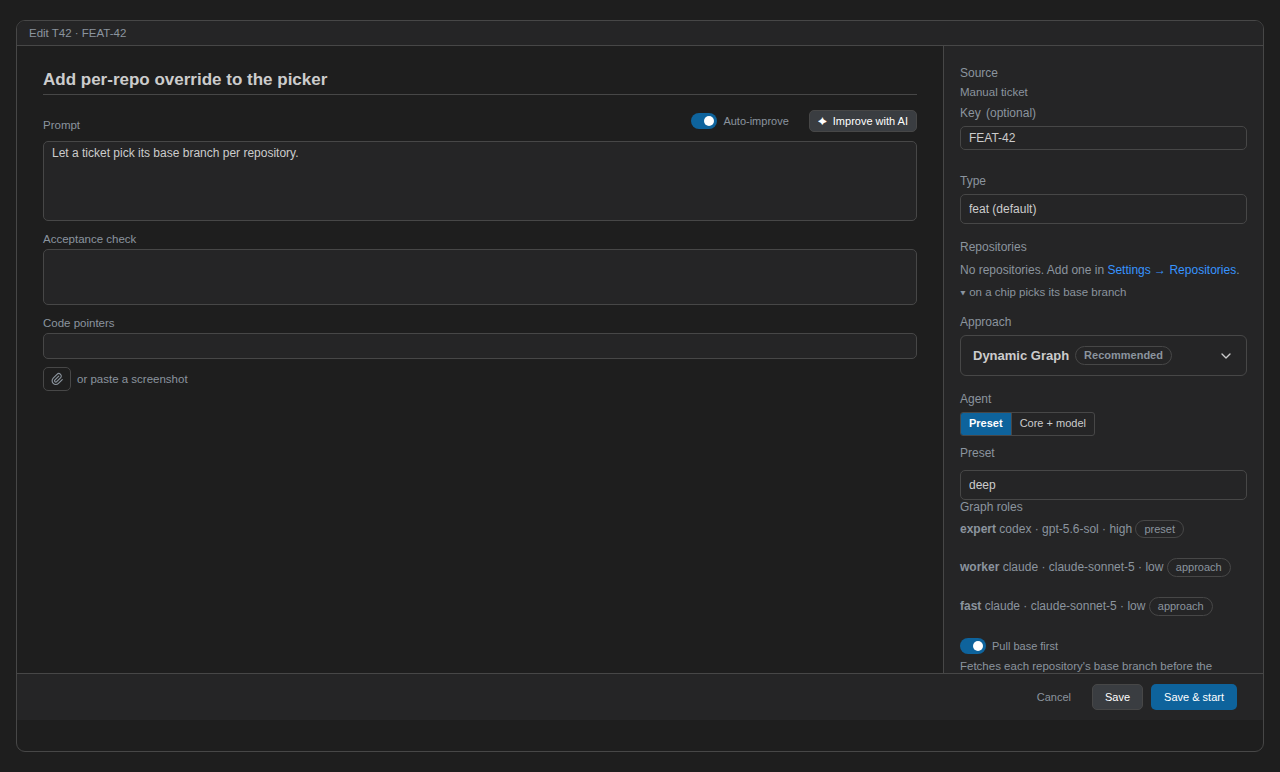 Edit T42 · FEAT-42
Add per-repo override to the picker
Prompt
Auto-improve
Improve with AI
Let a ticket pick its base branch per repository.
Acceptance check
Code pointers
or paste a screenshot
Source
Manual ticket
Key (optional)
FEAT-42
Type
feat (default)
Repositories
No repositories. Add one in Settings → Repositories.
▾ on a chip picks its base branch
Approach
Dynamic Graph Recommended
Agent
Preset Core + model
Preset
deep
Graph roles
expert codex · gpt-5.6-sol · high preset
worker claude · claude-sonnet-5 · low approach
fast claude · claude-sonnet-5 · low approach
Pull base first
Fetches each repository's base branch before the
Cancel Save Save & start